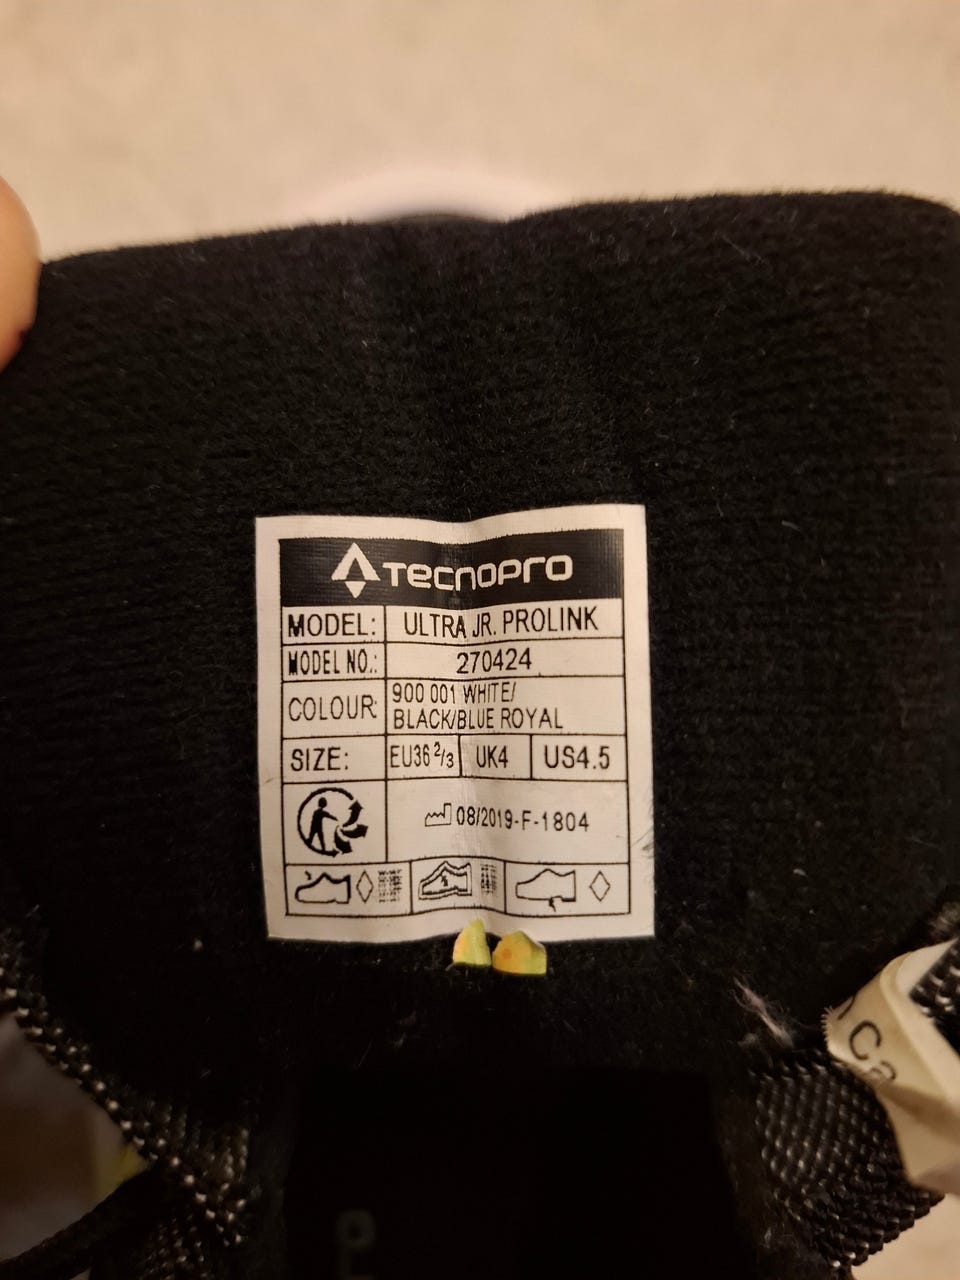 TECNOPRO
MODEL: ULTRA JR. PROLINK
MODEL NO.: 270424
COLOUR: 900 001 WHITE/
BLACK/BLUE ROYAL
SIZE: EU36 2/3 UK4 US4.5
08/2019-F-1804